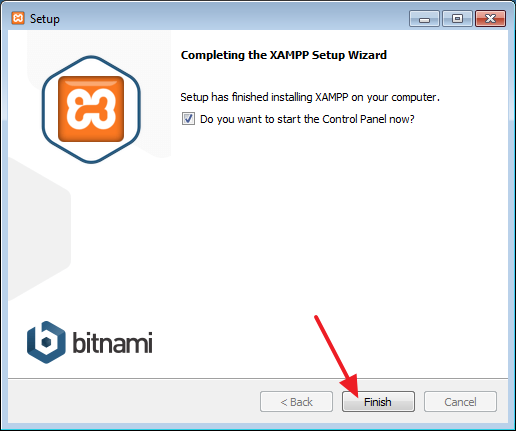 Setup
Completing the XAMPP Setup Wizard
Setup has finished installing XAMPP on your computer.
Do you want to start the Control Panel now?
bitnami
< Back
Finish
Cancel